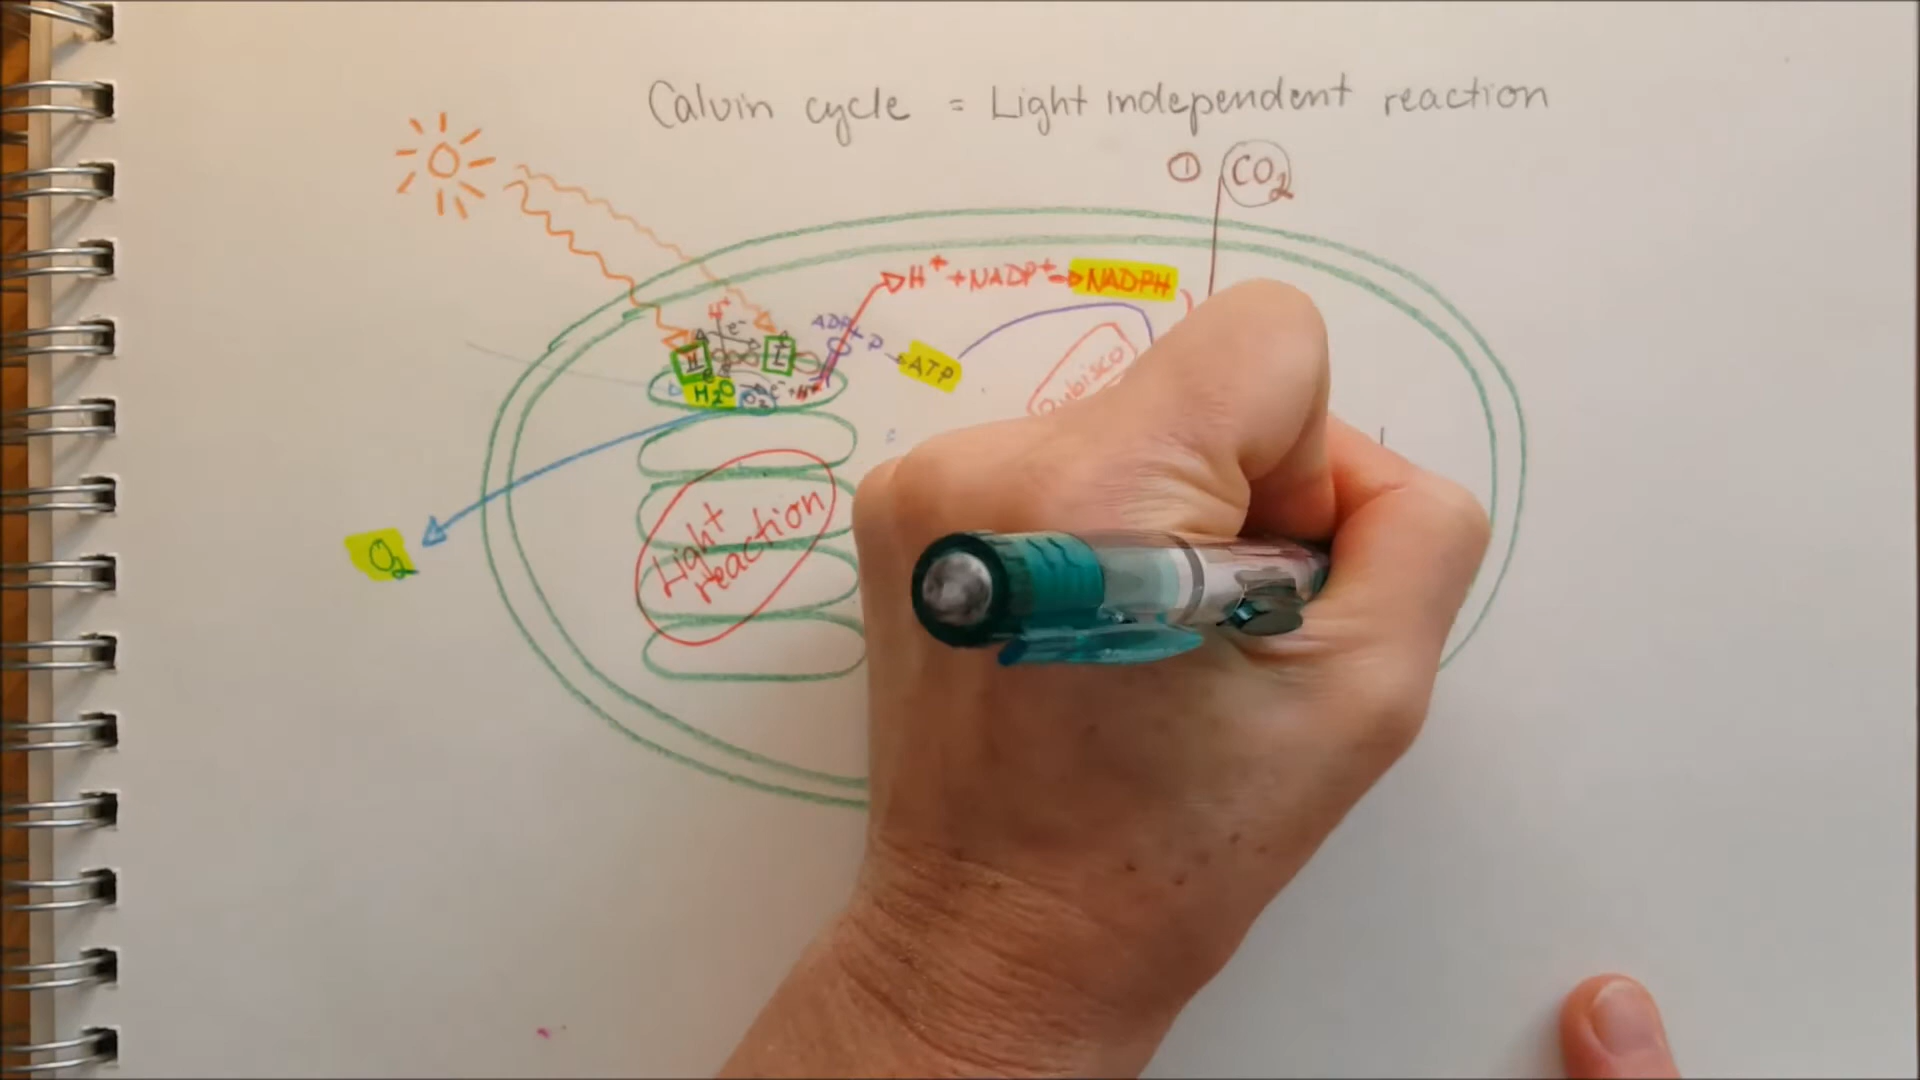 Calvin cycle = Light independent reaction
① CO₂
H⁺ + NADP⁺ → NADPH
ADP + P → ATP
Rubisco
e⁻
II I
H₂O O₂ e⁻ + H⁺
O₂
Light
reaction